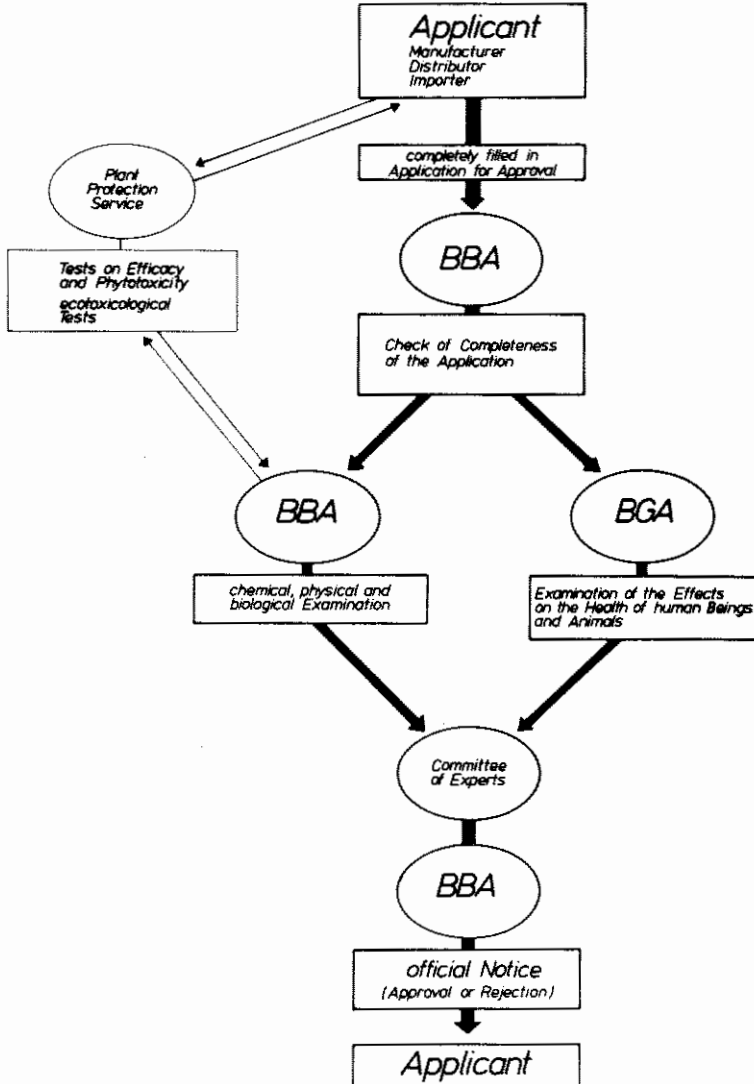 Applicant
Manufacturer
Distributor
Importer
completely filled in
Application for Approval
Plant
Protection
Service
BBA
Tests on Efficacy
and Phytotoxicity
ecotoxicological
Tests
Check of Completeness
of the Application
BBA
BGA
chemical, physical and
biological Examination
Examination of the Effects
on the Health of human Beings
and Animals
Committee
of Experts
BBA
official Notice
(Approval or Rejection)
Applicant